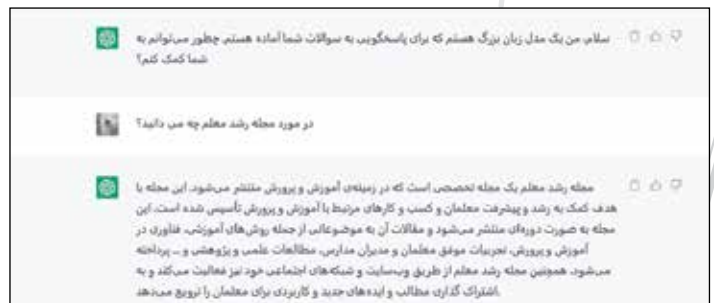 سلام، من یک مدل زبان بزرگ هستم که برای پاسخگویی به سوالات شما آماده هستم. چطور می‌توانم به
شما کمک کنم؟
در مورد مجله رشد معلم چه می دانید؟
مجله رشد معلم یک مجله تخصصی است که در زمینه‌ی آموزش و پرورش منتشر می‌شود. این مجله با
هدف کمک به رشد و پیشرفت معلمان و کسب و کارهای مرتبط با آموزش و پرورش تأسیس شده است. این
مجله به صورت دوره‌ای منتشر می‌شود و مقالات آن به موضوعاتی از جمله روش‌های آموزشی، فناوری در
آموزش و پرورش، تجربیات موفق معلمان و مدیران مدارس، مطالعات علمی و پژوهشی و ... پرداخته
می‌شود. همچنین مجله رشد معلم از طریق وب‌سایت و شبکه‌های اجتماعی خود نیز فعالیت می‌کند و به
اشتراک گذاری مطالب و ایده‌های جدید و کاربردی برای معلمان را ترویج می‌دهد.